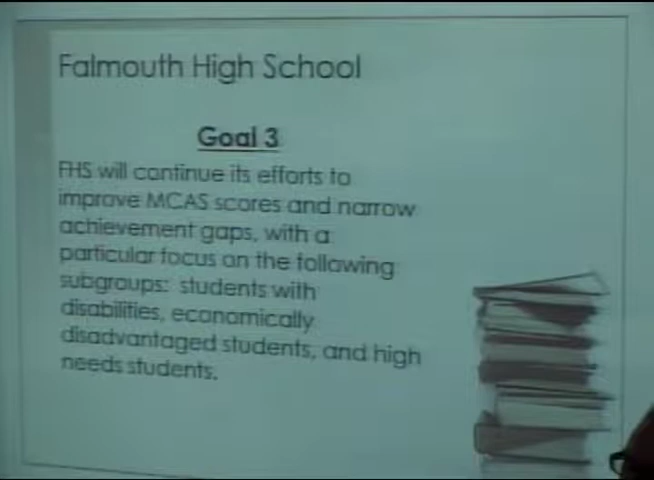 Falmouth High School
Goal 3
FHS will continue its efforts to
improve MCAS scores and narrow
achievement gaps, with a
particular focus on the following
subgroups: students with
disabilities, economically
disadvantaged students, and high
needs students.